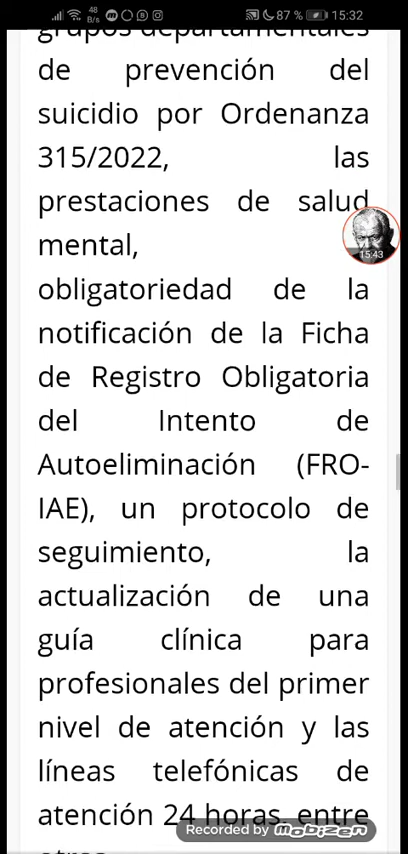 48
B/s
87 %
15:32
grupos departamentales
de prevención del
suicidio por Ordenanza
315/2022, las
prestaciones de salud
mental,
15:43
obligatoriedad de la
notificación de la Ficha
de Registro Obligatoria
del Intento de
Autoeliminación (FRO-
IAE), un protocolo de
seguimiento, la
actualización de una
guía clínica para
profesionales del primer
nivel de atención y las
líneas telefónicas de
atención 24 horas, entre
Recorded by mobizen
otras